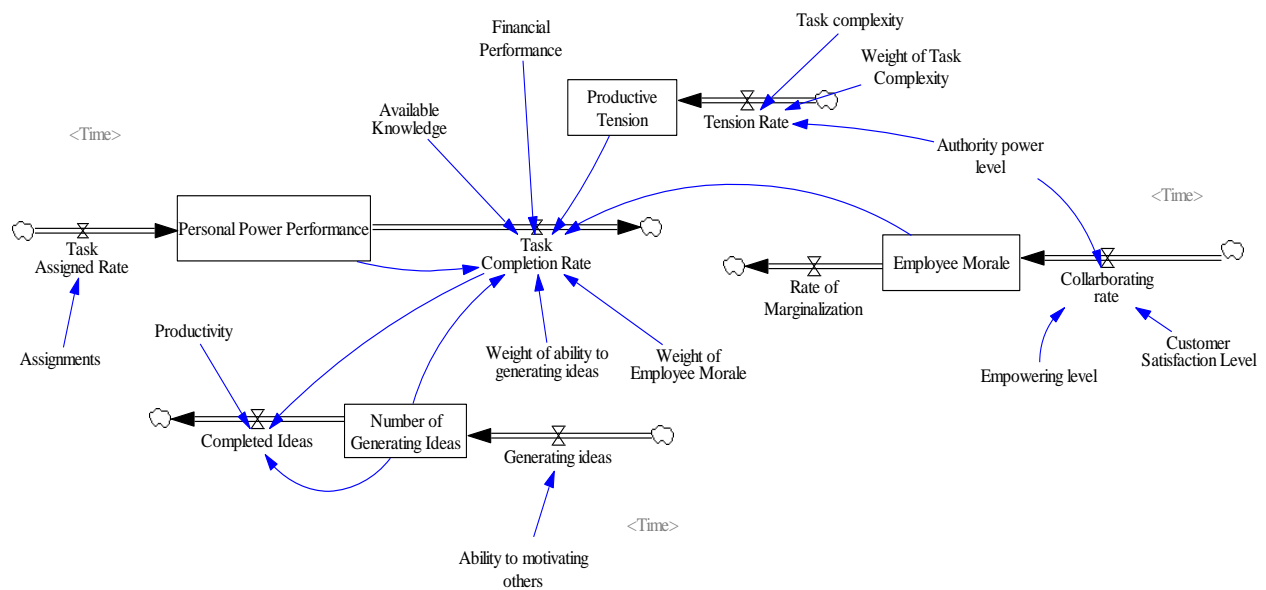 Task complexity
Financial
Performance
Weight of Task
Complexity
Productive
Tension
Available
Knowledge
Tension Rate
<Time>
Authority power
level
<Time>
Personal Power Performance
Task
Assigned Rate
Task
Completion Rate
Employee Morale
Rate of
Marginalization
Collarborating
rate
Productivity
Assignments
Weight of ability to
generating ideas
Weight of
Employee Morale
Customer
Satisfaction Level
Empowering level
Number of
Generating Ideas
Completed Ideas
Generating ideas
<Time>
Ability to motivating
others